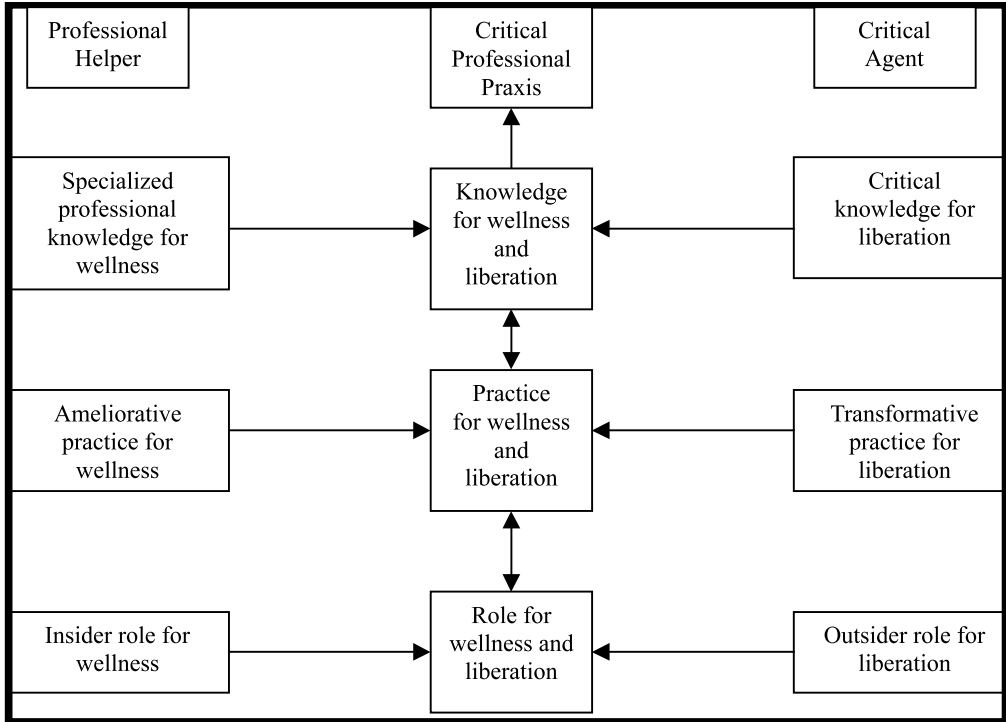 Professional
Helper
Critical
Professional
Praxis
Critical
Agent
Specialized
professional
knowledge for
wellness
Knowledge
for wellness
and
liberation
Critical
knowledge for
liberation
Ameliorative
practice for
wellness
Practice
for wellness
and
liberation
Transformative
practice for
liberation
Insider role for
wellness
Role for
wellness and
liberation
Outsider role for
liberation